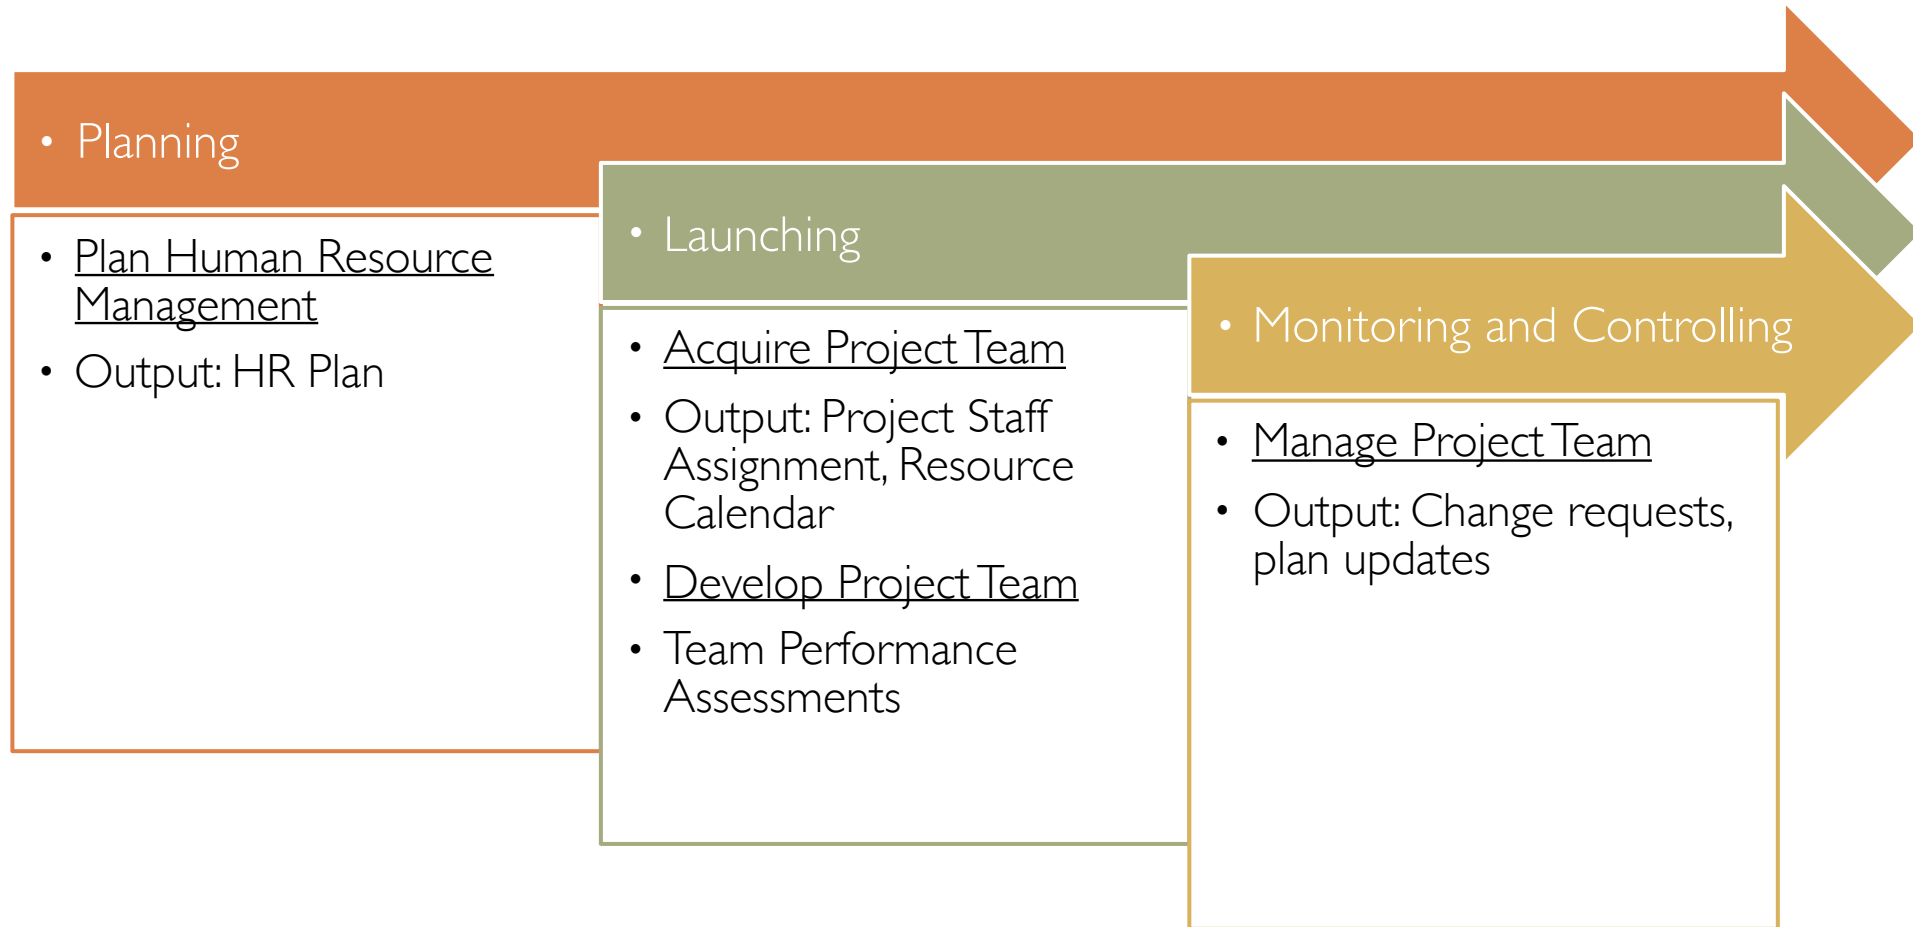 • Planning
• Plan Human Resource
Management
• Output: HR Plan
• Launching
• Acquire Project Team
• Output: Project Staff
Assignment, Resource
Calendar
• Develop Project Team
• Team Performance
Assessments
• Monitoring and Controlling
• Manage Project Team
• Output: Change requests,
plan updates